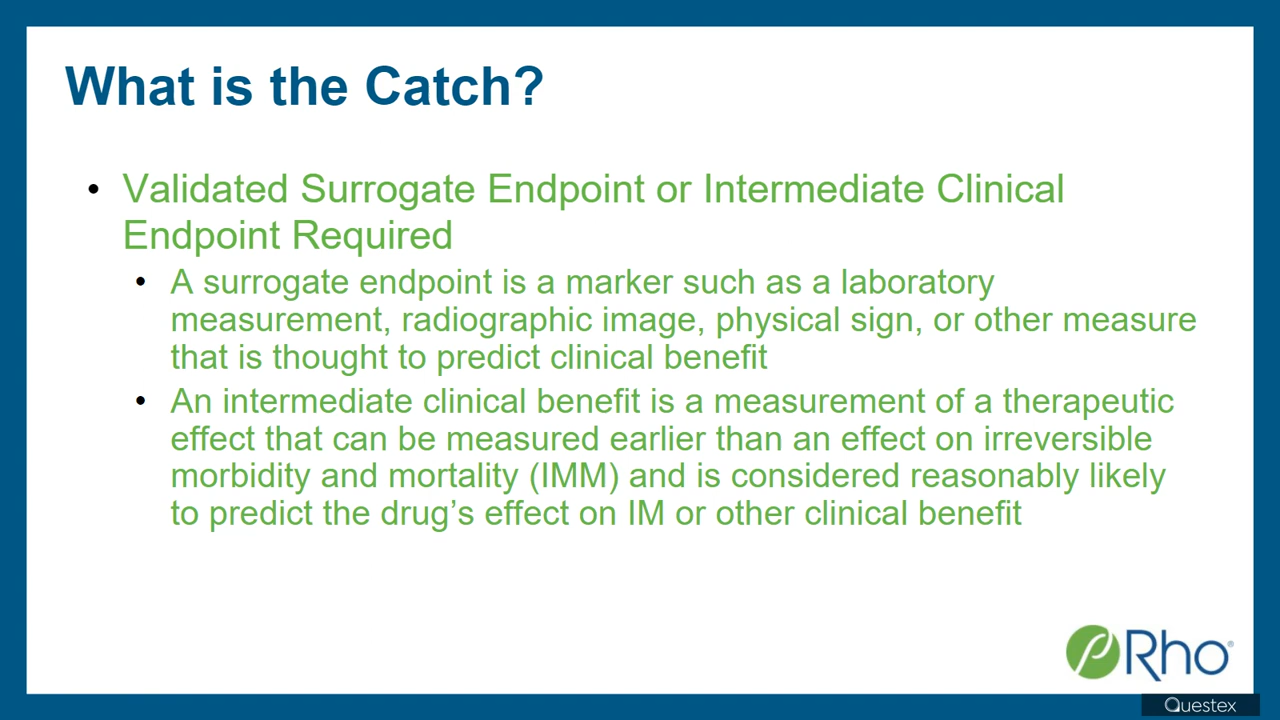 What is the Catch?
• Validated Surrogate Endpoint or Intermediate Clinical
Endpoint Required
• A surrogate endpoint is a marker such as a laboratory
measurement, radiographic image, physical sign, or other measure
that is thought to predict clinical benefit
• An intermediate clinical benefit is a measurement of a therapeutic
effect that can be measured earlier than an effect on irreversible
morbidity and mortality (IMM) and is considered reasonably likely
to predict the drug’s effect on IM or other clinical benefit
Rho®
Questex